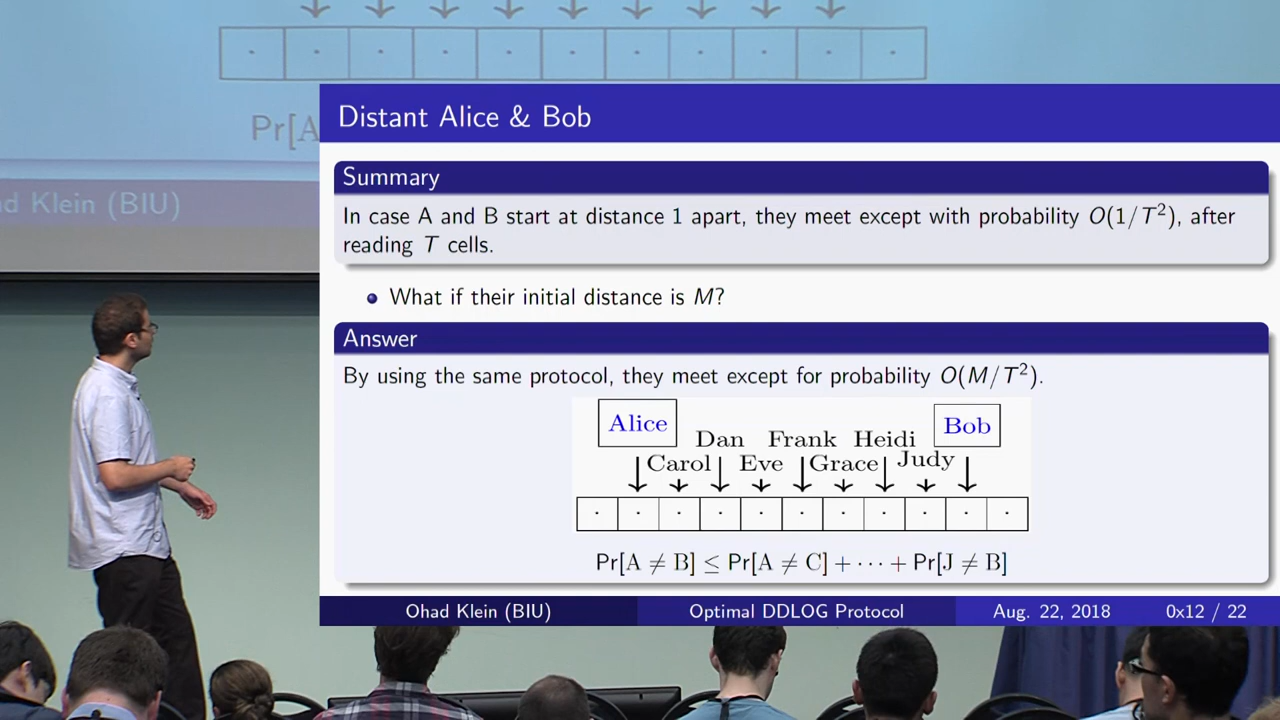 Pr[A
ad Klein (BIU)
Distant Alice & Bob
Summary
In case A and B start at distance 1 apart, they meet except with probability O(1/T²), after
reading T cells.
What if their initial distance is M?
Answer
By using the same protocol, they meet except for probability O(M/T²).
Alice Bob
Dan Frank Heidi
Carol Eve Grace Judy
Pr[A ≠ B] ≤ Pr[A ≠ C] + ··· + Pr[J ≠ B]
Ohad Klein (BIU) Optimal DDLOG Protocol Aug. 22, 2018 0x12 / 22